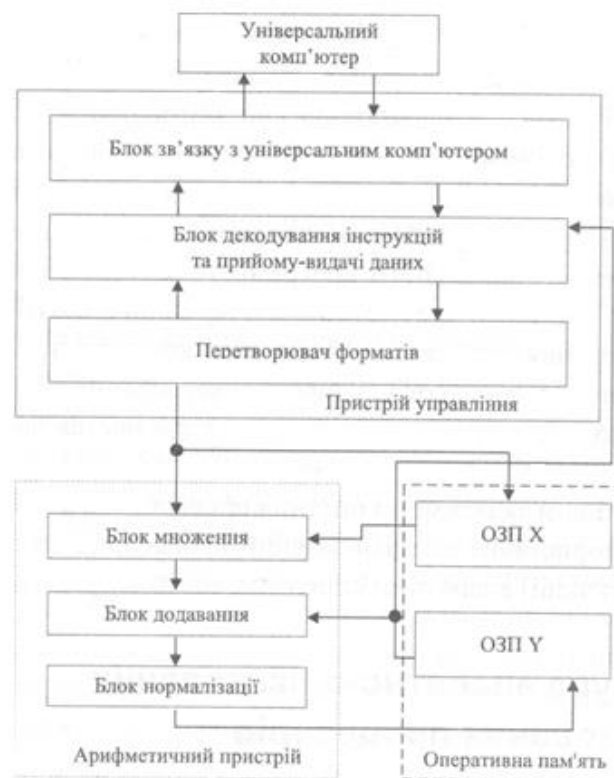 Універсальний
комп'ютер
Блок зв'язку з універсальним комп'ютером
Блок декодування інструкцій
та прийому-видачі даних
Перетворювач форматів
Пристрій управління
Блок множення
ОЗП X
Блок додавання
ОЗП Y
Блок нормалізації
Арифметичний пристрій
Оперативна пам'ять